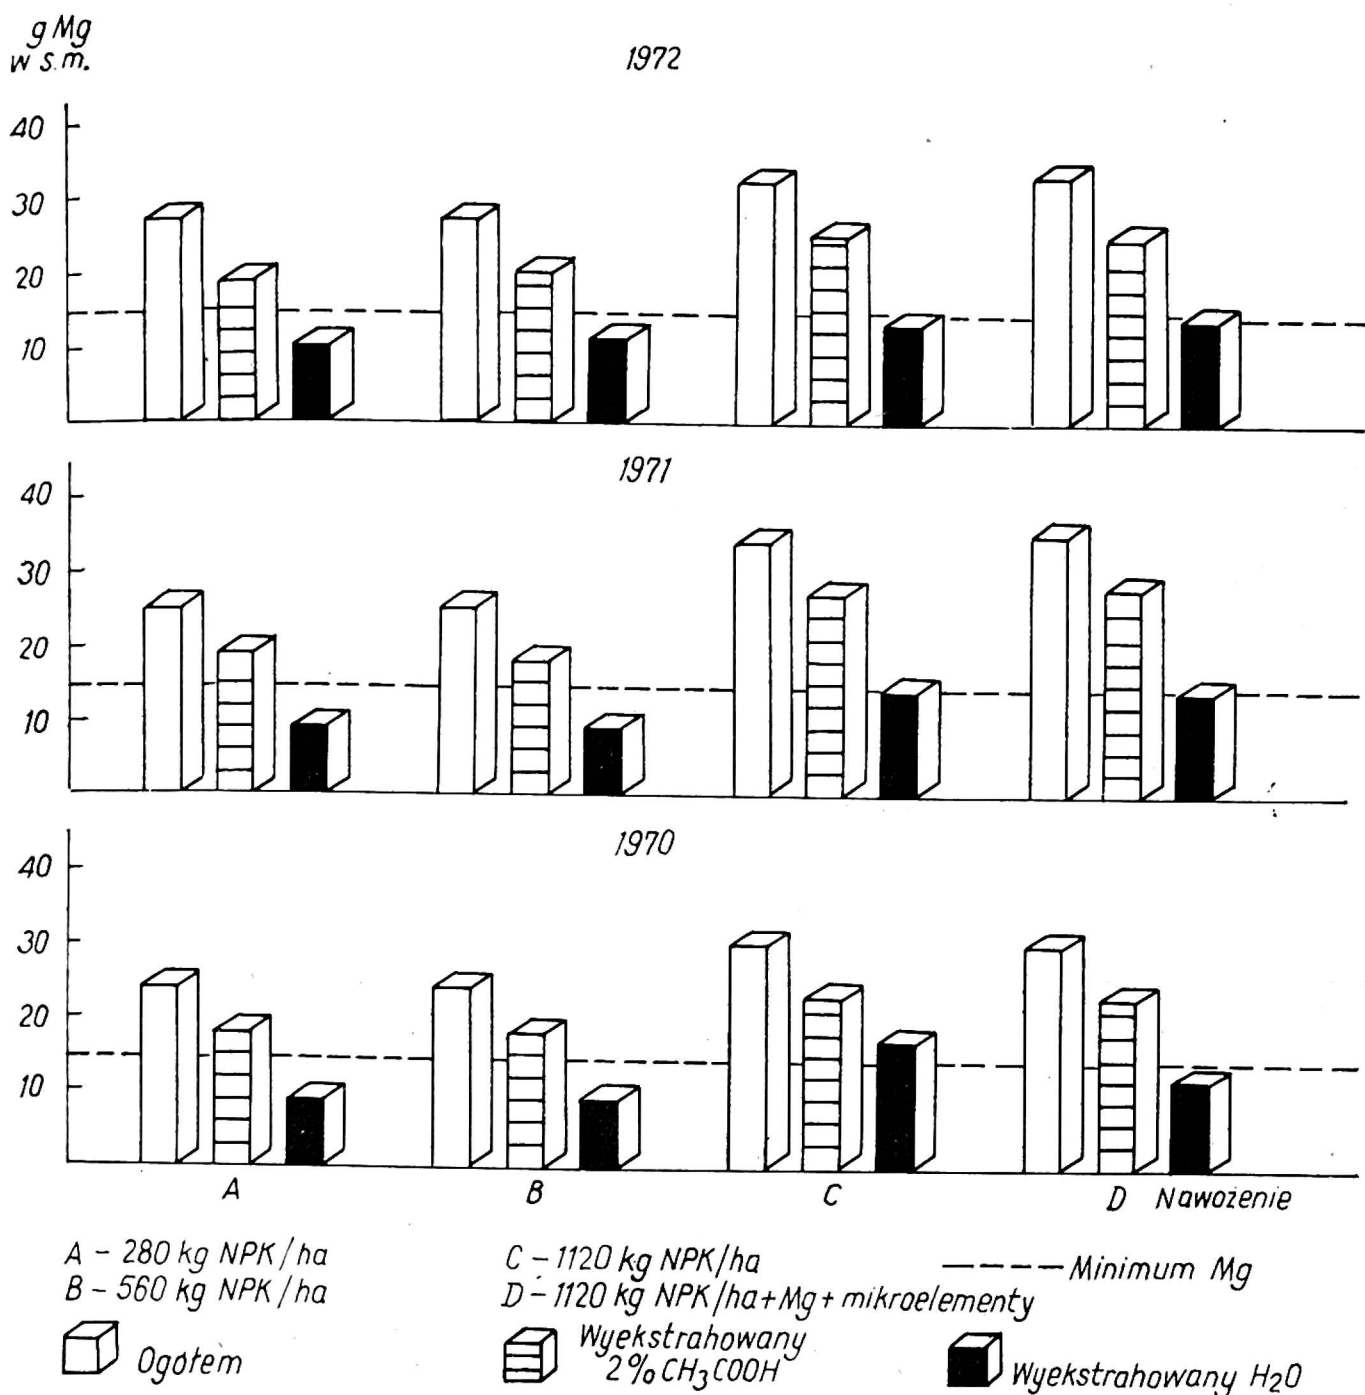 g Mg
w s.m.
1972
40
30
20
10
1971
40
30
20
10
1970
40
30
20
10
A B C D Nawożenie
A – 280 kg NPK/ha
B – 560 kg NPK/ha
C – 1120 kg NPK/ha
D – 1120 kg NPK/ha + Mg + mikroelementy
Minimum Mg
Ogółem
Wyekstrahowany
2% CH₃COOH
Wyekstrahowany H₂O